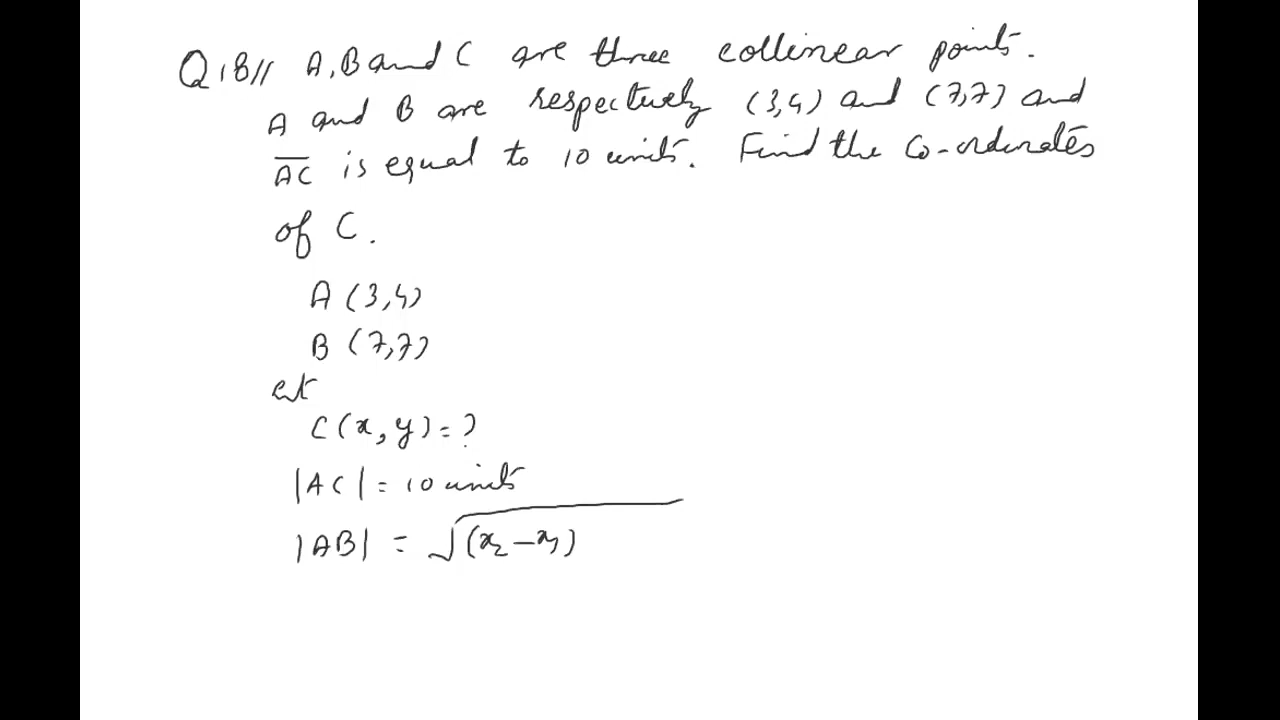 Q18// A, B and C are three collinear points.
A and B are respectively (3,4) and (7,7) and
AC is equal to 10 units. Find the Co-ordinates
of C.
A (3,4)
B (7,7)
let
C(x, y) = ?
|AC| = 10 units
|AB| = √(x₂ - x₁)